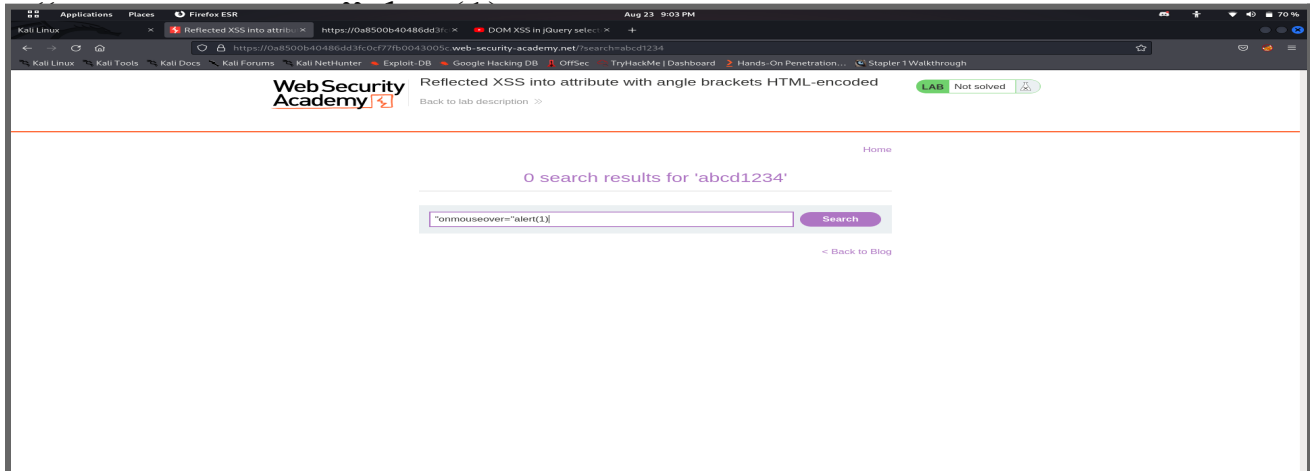 Applications Places Firefox ESR Aug 23 9:03 PM 70 %
Kali Linux × Reflected XSS into attribu × https://0a8500b40486dd3fc × DOM XSS in jQuery select × +
https://0a8500b40486dd3fc0cf77fb0043005c.web-security-academy.net/?search=abcd1234
Kali Linux Kali Tools Kali Docs Kali Forums Kali NetHunter Exploit-DB Google Hacking DB OffSec TryHackMe | Dashboard Hands-On Penetration... Stapler 1 Walkthrough
WebSecurity
Academy
Reflected XSS into attribute with angle brackets HTML-encoded
Back to lab description »
LAB Not solved
Home
0 search results for 'abcd1234'
"onmouseover="alert(1)
Search
< Back to Blog